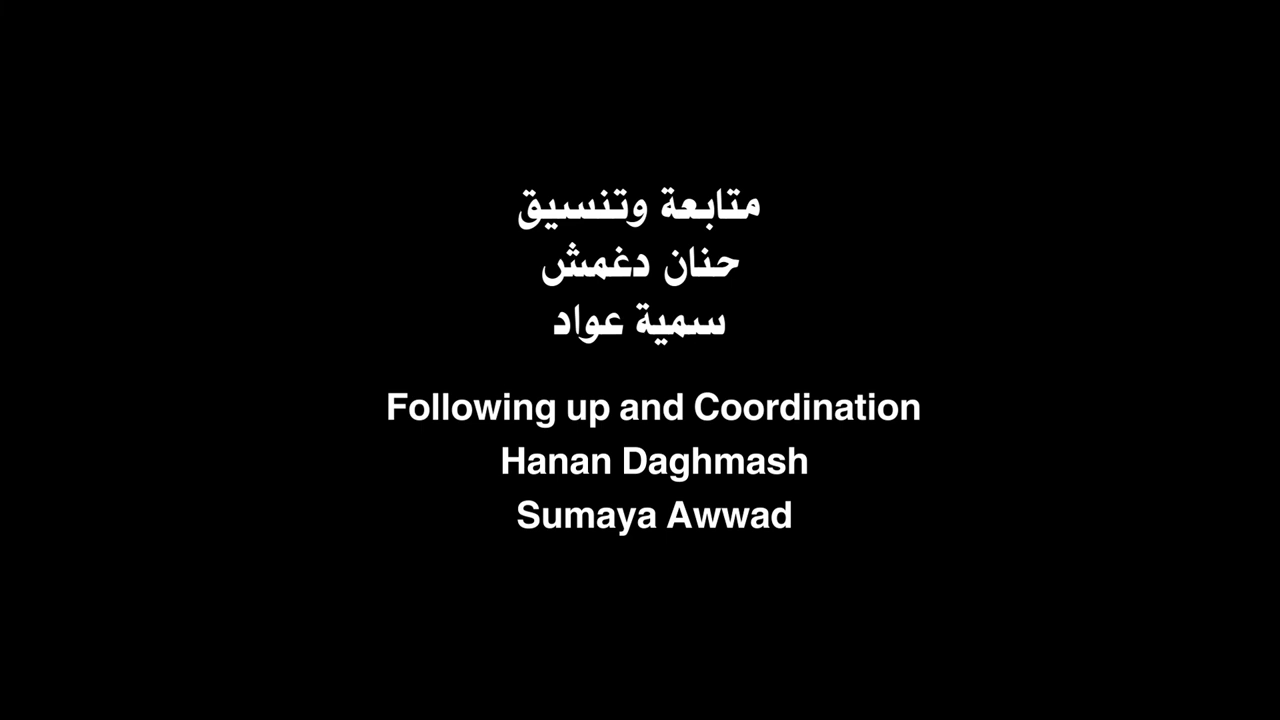 متابعة وتنسيق
حنان دغمش
سمية عواد
Following up and Coordination
Hanan Daghmash
Sumaya Awwad